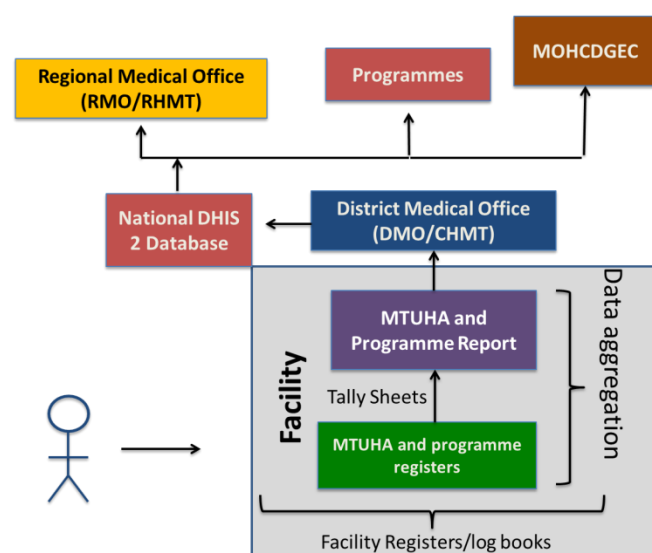 MOHCDGEC
Regional Medical Office
(RMO/RHMT)
Programmes
National DHIS
2 Database
District Medical Office
(DMO/CHMT)
Facility
MTUHA and
Programme Report
Tally Sheets
MTUHA and programme
registers
Data aggregation
Facility Registers/log books